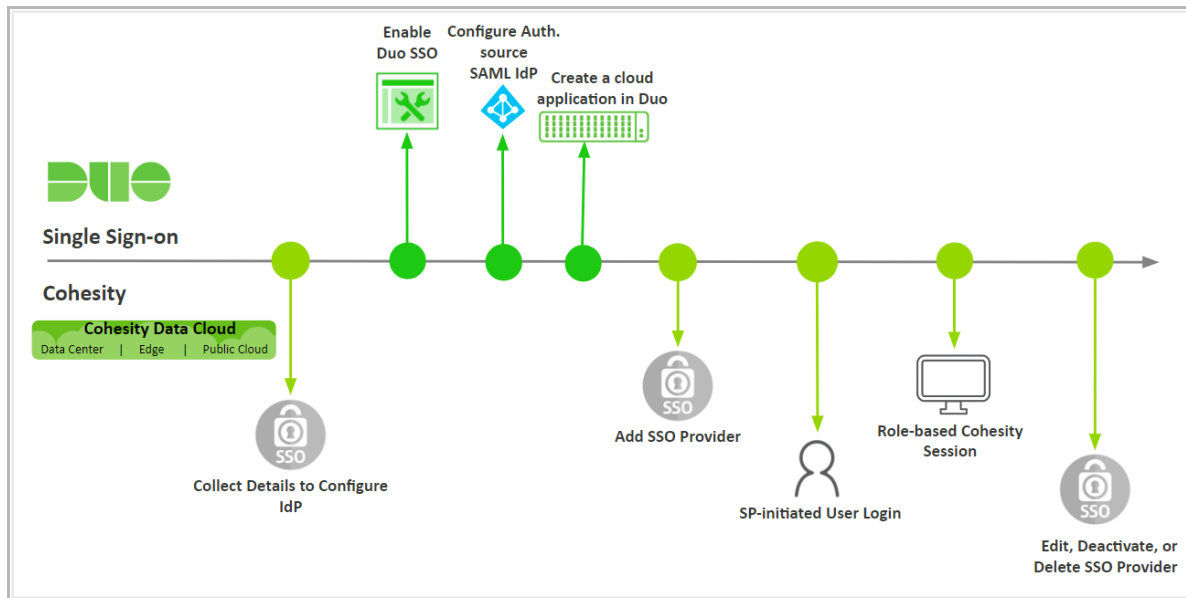 Enable
Duo SSO
Configure Auth.
source
SAML IdP
Create a cloud
application in Duo
DUO
Single Sign-on
Cohesity
Cohesity Data Cloud
Data Center | Edge | Public Cloud
SSO
Collect Details to Configure
IdP
SSO
Add SSO Provider
SP-initiated User Login
Role-based Cohesity
Session
SSO
Edit, Deactivate, or
Delete SSO Provider